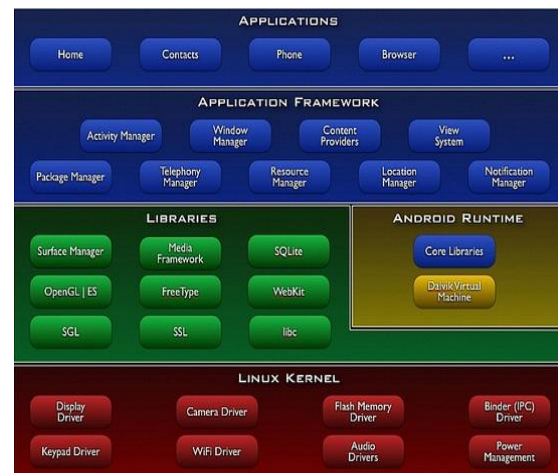 APPLICATIONS
Home Contacts Phone Browser ...
APPLICATION FRAMEWORK
Activity Manager Window Manager Content Providers View System
Package Manager Telephony Manager Resource Manager Location Manager Notification Manager
LIBRARIES
Surface Manager Media Framework SQLite
OpenGL | ES FreeType WebKit
SGL SSL libc
ANDROID RUNTIME
Core Libraries
Dalvik Virtual Machine
LINUX KERNEL
Display Driver Camera Driver Flash Memory Driver Binder (IPC) Driver
Keypad Driver WiFi Driver Audio Drivers Power Management